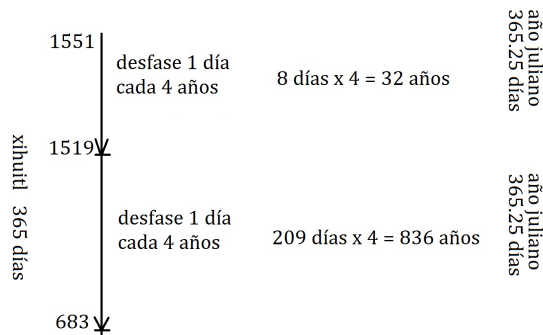 1551
desfase 1 día
cada 4 años
8 días x 4 = 32 años
año juliano
365.25 días
1519
xihuitl 365 días
desfase 1 día
cada 4 años
209 días x 4 = 836 años
año juliano
365.25 días
683